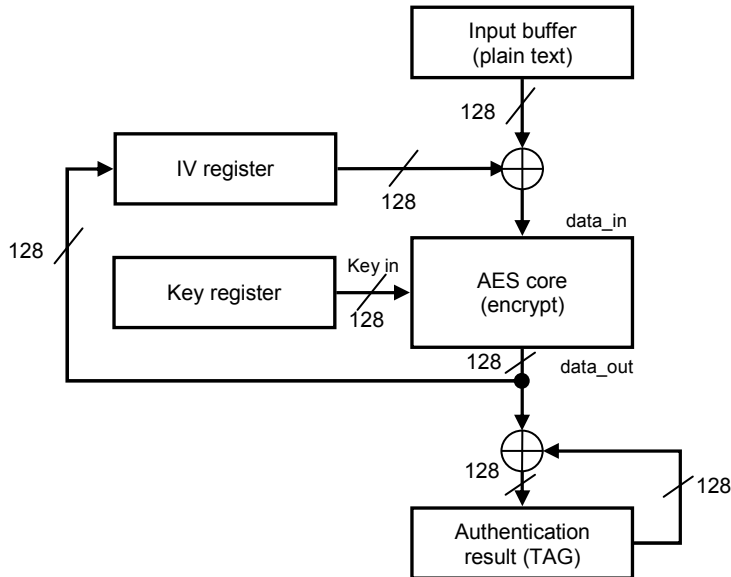 Input buffer
(plain text)
128
IV register
128
128
data_in
Key in
Key register
128
AES core
(encrypt)
128
data_out
128
128
Authentication
result (TAG)